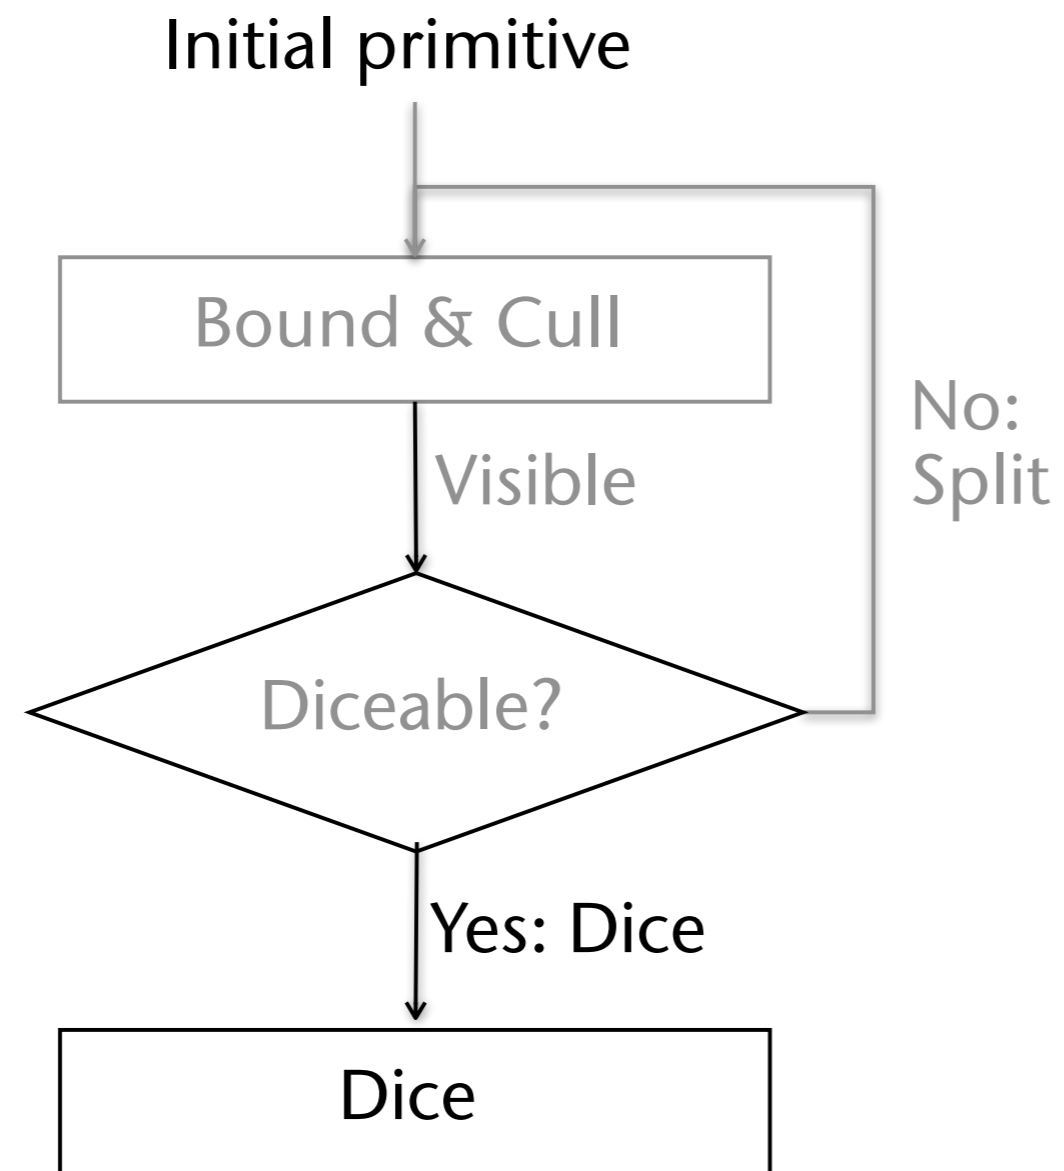 Initial primitive
Bound & Cull
No:
Split
Visible
Diceable?
Yes: Dice
Dice